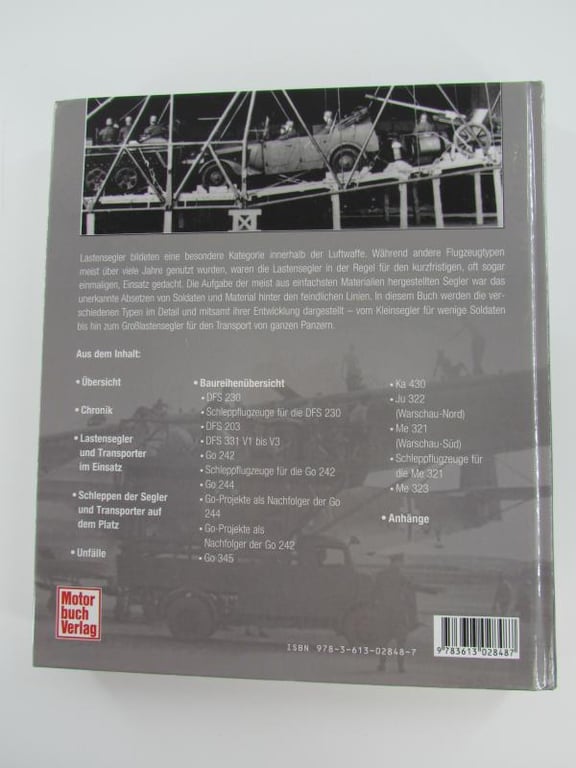 Lastensegler bildeten eine besondere Kategorie innerhalb der Luftwaffe. Während andere Flugzeugtypen
meist über viele Jahre genutzt wurden, waren die Lastensegler in der Regel für den kurzfristigen, oft sogar
einmaligen, Einsatz gedacht. Die Aufgabe der meist aus einfachsten Materialien hergestellten Segler war das
unerkannte Absetzen von Soldaten und Material hinter den feindlichen Linien. In diesem Buch werden die ver-
schiedenen Typen im Detail und mitsamt ihrer Entwicklung dargestellt – vom Kleinsegler für wenige Soldaten
bis hin zum Großlastensegler für den Transport von ganzen Panzern.
Aus dem Inhalt:
• Übersicht
• Chronik
• Lastensegler
und Transporter
im Einsatz
• Schleppen der Segler
und Transporter auf
dem Platz
• Unfälle
• Baureihenübersicht
• DFS 230
• Schleppflugzeuge für die DFS 230
• DFS 203
• DFS 331 V1 bis V3
• Go 242
• Schleppflugzeuge für die Go 242
• Go 244
• Go-Projekte als Nachfolger der Go
244
• Go-Projekte als
Nachfolger der Go 242
• Go 345
• Ka 430
• Ju 322
(Warschau-Nord)
• Me 321
(Warschau-Süd)
• Schleppflugzeuge für
die Me 321
• Me 323
• Anhänge
Motor
buch
Verlag
ISBN 978-3-613-02848-7
9 783613 028487